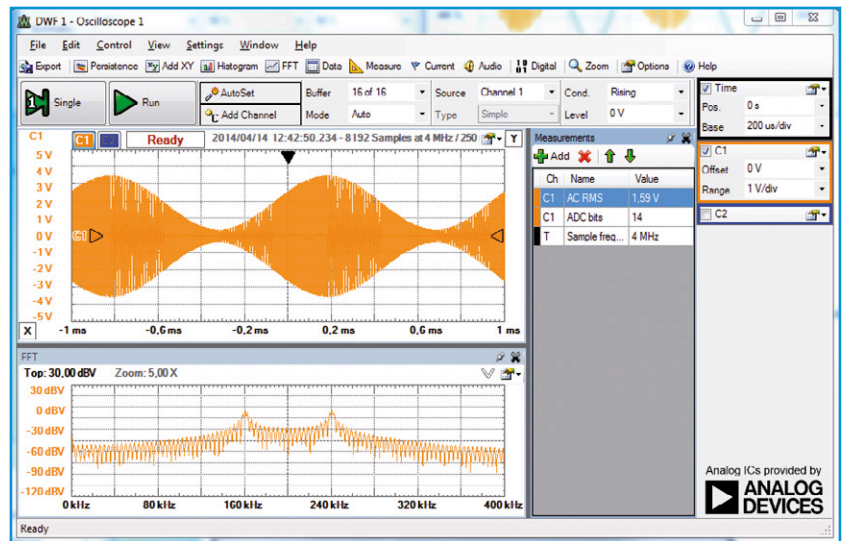 DWF 1 - Oscilloscope 1
File Edit Control View Settings Window Help
Export Persistence Add XY Histogram FFT Data Measure Current Audio Digital Zoom Options Help
Single Run AutoSet Buffer 16 of 16 Source Channel 1 Cond. Rising
Add Channel Mode Auto Type Simple Level 0 V
Time
Pos. 0 s
Base 200 us/div
C1
Offset 0 V
Range 1 V/div
C2
C1 C1 C2 Ready 2014/04/14 12:42:50.234 - 8192 Samples at 4 MHz / 250 Y
5 V
4 V
3 V
2 V
1 V
0 V C1
-1 V
-2 V
-3 V
-4 V
-5 V
X -1 ms -0,6 ms -0,2 ms 0,2 ms 0,6 ms 1 ms
Measurements
Add
Ch Name Value
C1 AC RMS 1.59 V
C1 ADC bits 14
T Sample freq... 4 MHz
FFT
Top: 30,00 dBV Zoom: 5,00 X
30 dBV
0 dBV
-30 dBV
-60 dBV
-90 dBV
-120 dBV
0 kHz 80 kHz 160 kHz 240 kHz 320 kHz 400 kHz
Analog ICs provided by
ANALOG
DEVICES
Ready